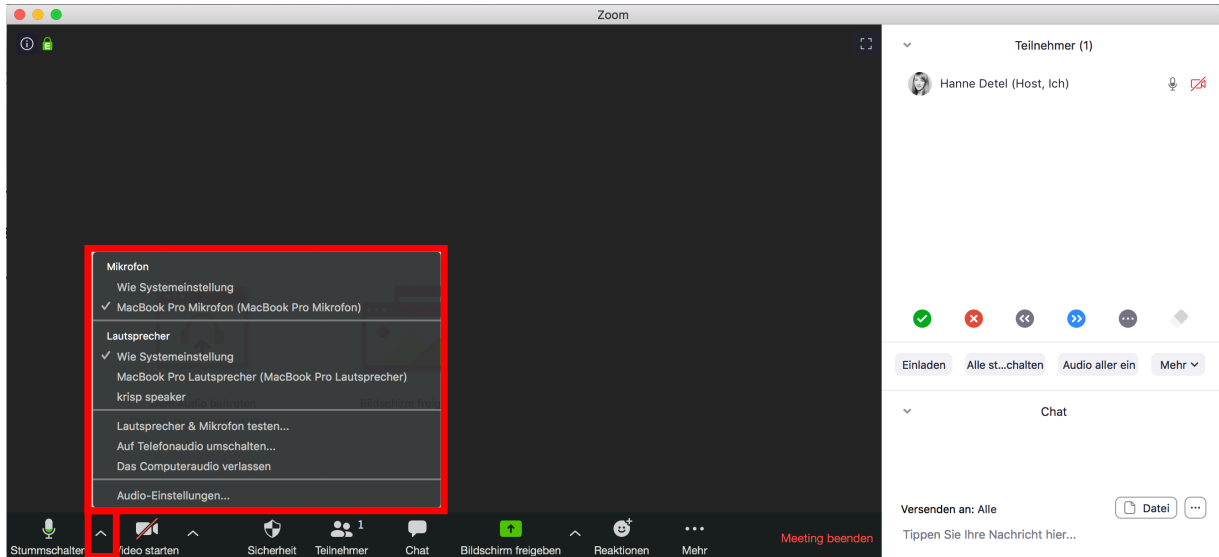 Zoom
Teilnehmer (1)
Hanne Detel (Host, Ich)
Mikrofon
Wie Systemeinstellung
MacBook Pro Mikrofon (MacBook Pro Mikrofon)
Lautsprecher
Wie Systemeinstellung
MacBook Pro Lautsprecher (MacBook Pro Lautsprecher)
krisp speaker
Lautsprecher & Mikrofon testen...
Auf Telefonaudio umschalten...
Das Computeraudio verlassen
Audio-Einstellungen...
Einladen Alle st...chalten Audio aller ein Mehr
Chat
Versenden an: Alle Datei
Tippen Sie Ihre Nachricht hier...
1
Stummschalten Video starten Sicherheit Teilnehmer Chat Bildschirm freigeben Reaktionen Mehr Meeting beenden